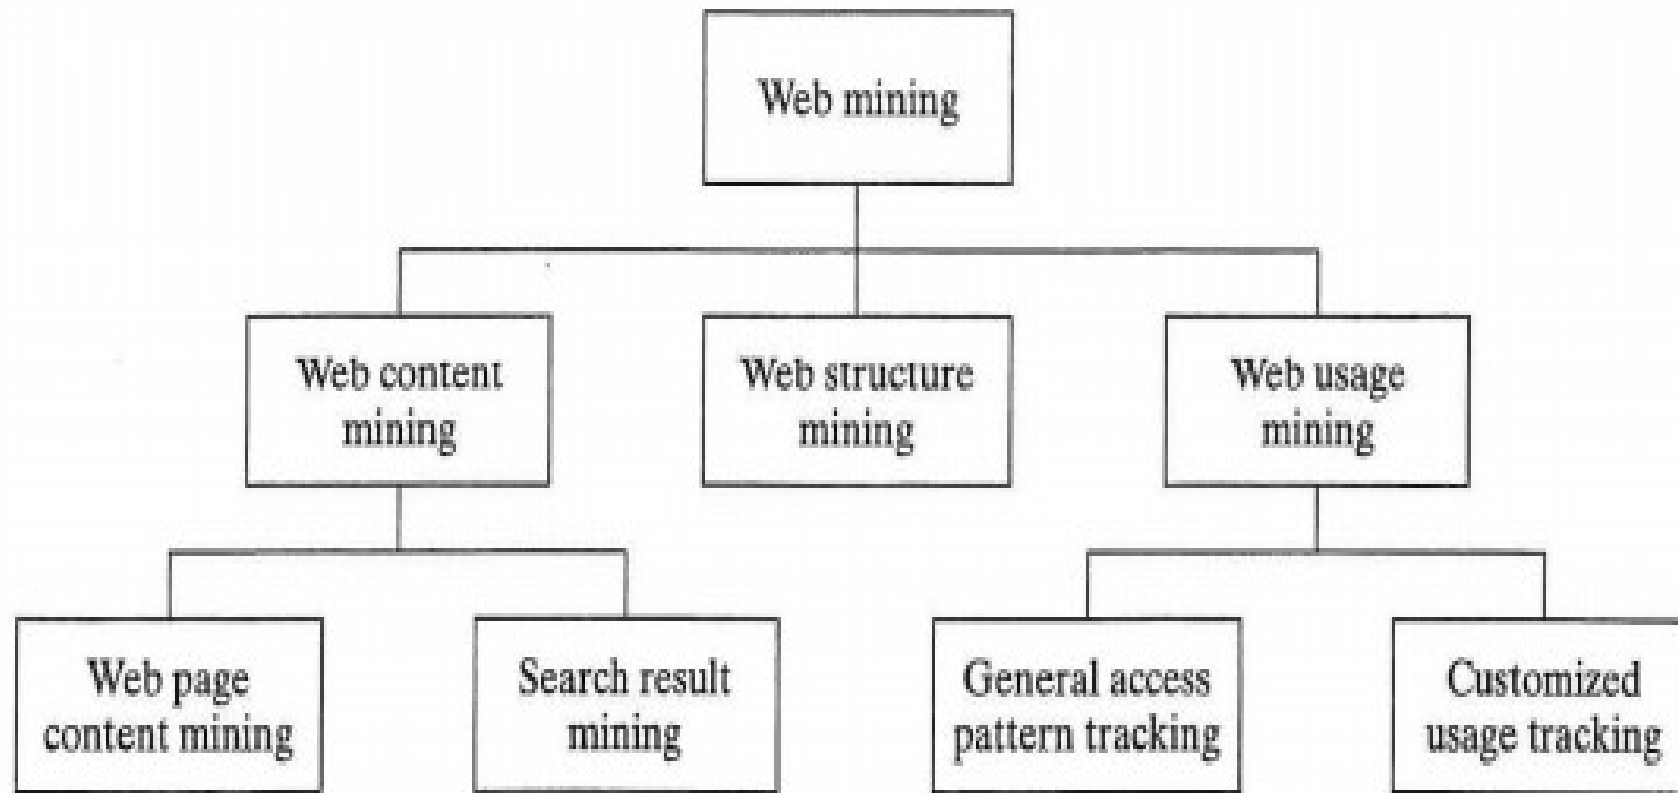 Web mining
Web content
mining
Web structure
mining
Web usage
mining
Web page
content mining
Search result
mining
General access
pattern tracking
Customized
usage tracking